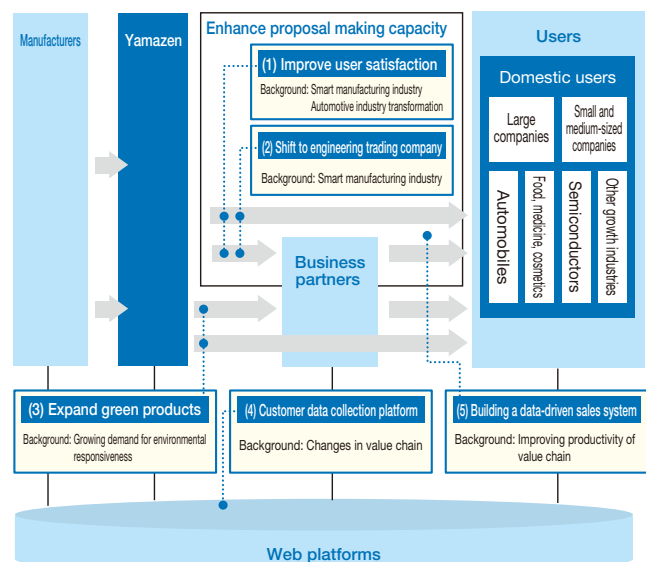 Manufacturers
Yamazen
Enhance proposal making capacity
(1) Improve user satisfaction
Background: Smart manufacturing industry
Automotive industry transformation
(2) Shift to engineering trading company
Background: Smart manufacturing industry
Business
partners
Users
Domestic users
Large
companies
Small and
medium-sized
companies
Automobiles
Food, medicine, cosmetics
Semiconductors
Other growth industries
(3) Expand green products
Background: Growing demand for environmental
responsiveness
(4) Customer data collection platform
Background: Changes in value chain
(5) Building a data-driven sales system
Background: Improving productivity of
value chain
Web platforms